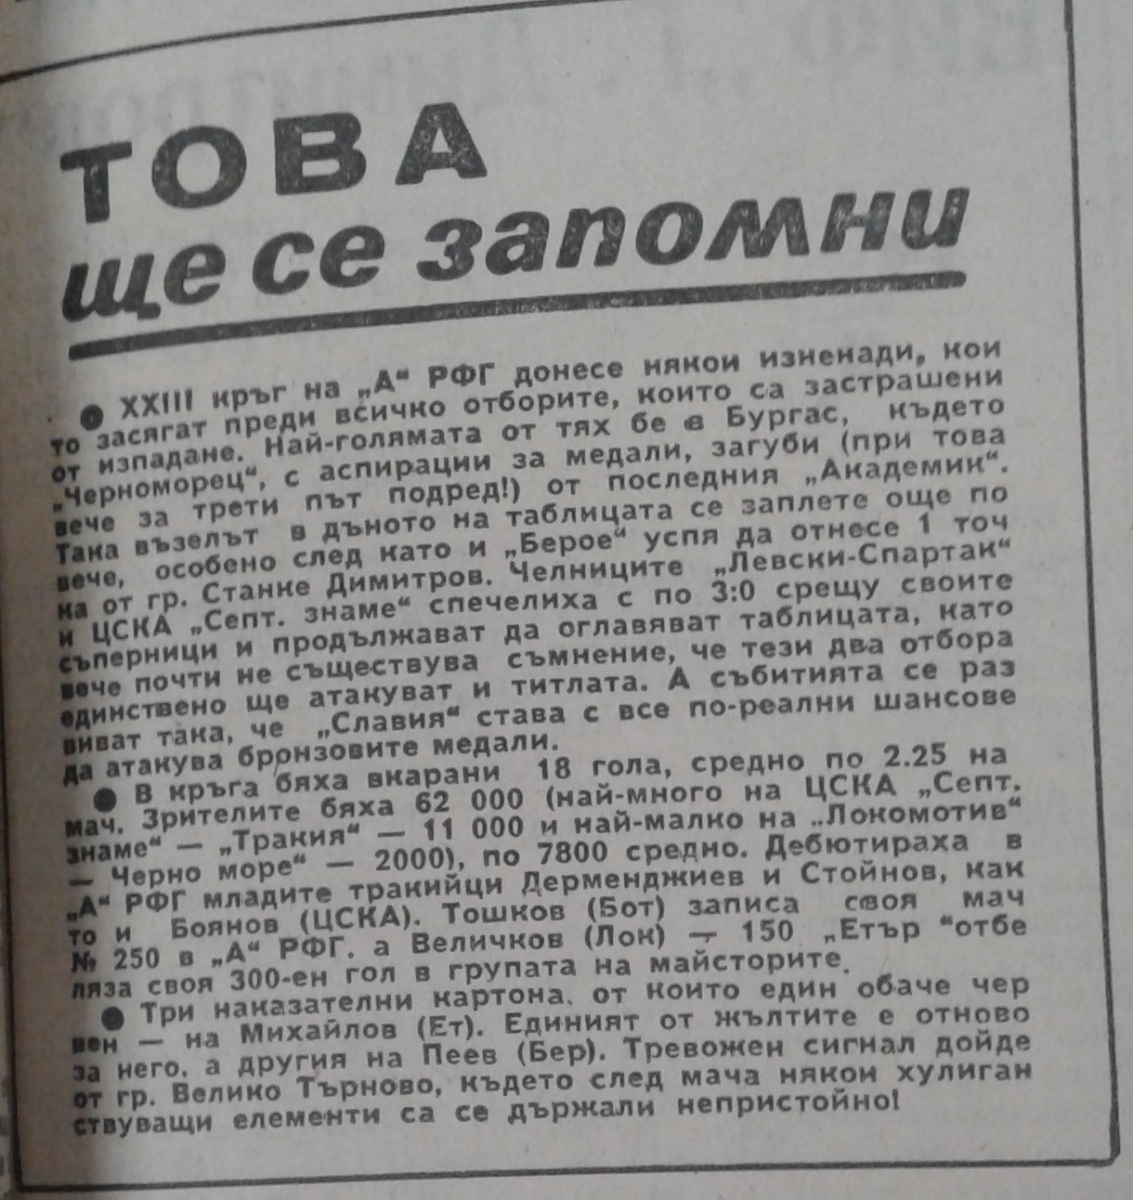 ТОВА
ще се запомни
● XXIII кръг на „А“ РФГ донесе някои изненади, кои
то засягат преди всичко отборите, които са застрашени
от изпадане. Най-голямата от тях бе в Бургас, където
„Черноморец“, с аспирации за медали, загуби (при това
вече за трети път подред!) от последния „Академик“.
Така възелът в дъното на таблицата се заплете още по
вече, особено след като и „Берое“ успя да отнесе 1 точ
ка от гр. Станке Димитров. Челниците „Левски-Спартак“
и ЦСКА „Септ. знаме“ спечелиха с по 3:0 срещу своите
съперници и продължават да оглавяват таблицата, като
вече почти не съществува съмнение, че тези два отбора
единствено ще атакуват и титлата. А събитията се раз
виват така, че „Славия“ става с все по-реални шансове
да атакува бронзовите медали.
● В кръга бяха вкарани 18 гола, средно по 2.25 на
мач. Зрителите бяха 62 000 (най-много на ЦСКА „Септ.
знаме“ — „Тракия“ — 11 000 и най-малко на „Локомотив“
— Черно море“ — 2000), по 7800 средно. Дебютираха в
„А“ РФГ младите тракийци Дерменджиев и Стойнов, как
то и Боянов (ЦСКА). Тошков (Бот) записа своя мач
№ 250 в „А“ РФГ. а Величков (Лок) — 150 „Етър “отбе
ляза своя 300-ен гол в групата на майсторите.
● Три наказателни картона. от които един обаче чер
вен — на Михайлов (Ет). Единият от жълтите е отново
за него, а другия на Пеев (Бер). Тревожен сигнал дойде
от гр. Велико Търново, където след мача някои хулиган
ствуващи елементи са се държали непристойно!